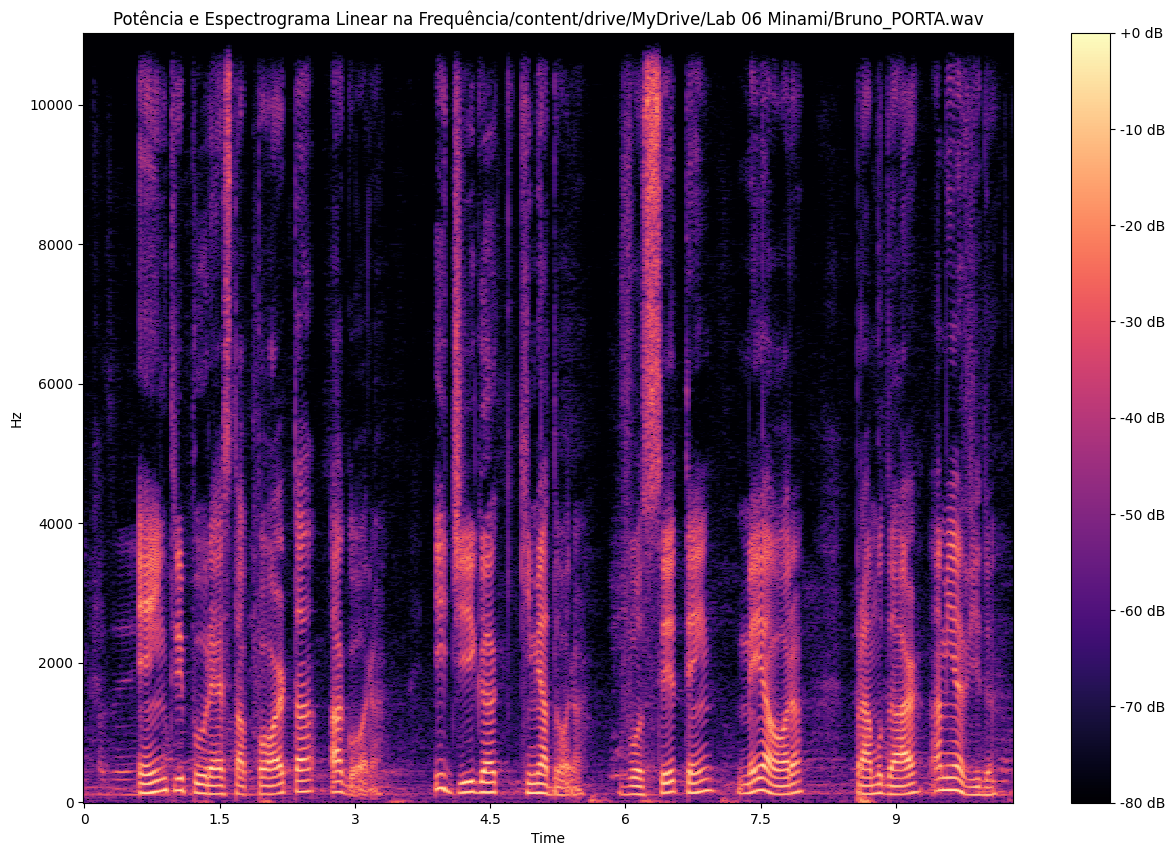 Potência e Espectrograma Linear na Frequência/content/drive/MyDrive/Lab 06 Minami/Bruno_PORTA.wav
+0 dB
10000
-10 dB
8000
-20 dB
-30 dB
6000
Hz
-40 dB
4000
-50 dB
-60 dB
2000
-70 dB
0
-80 dB
0 1.5 3 4.5 6 7.5 9
Time